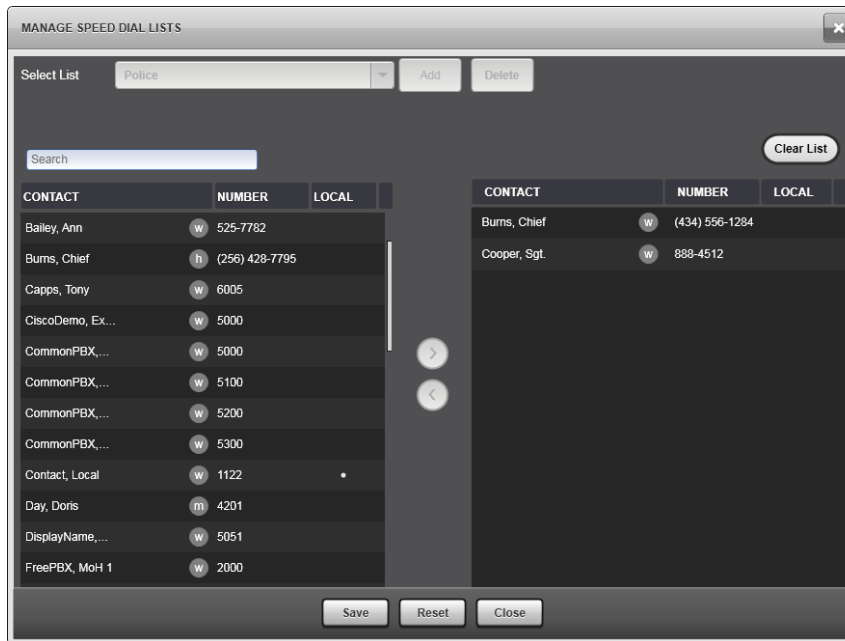 MANAGE SPEED DIAL LISTS
Select List Police Add Delete
Clear List
Search
CONTACT NUMBER LOCAL
Bailey, Ann w 525-7782
Burns, Chief h (256) 428-7795
Capps, Tony w 6005
CiscoDemo, Ex... w 5000
CommonPBX,... w 5000
CommonPBX,... w 5100
CommonPBX,... w 5200
CommonPBX,... w 5300
Contact, Local w 1122
Day, Doris m 4201
DisplayName,... w 5051
FreePBX, MoH 1 w 2000
CONTACT NUMBER LOCAL
Burns, Chief w (434) 556-1284
Cooper, Sgt. w 888-4512
Save Reset Close